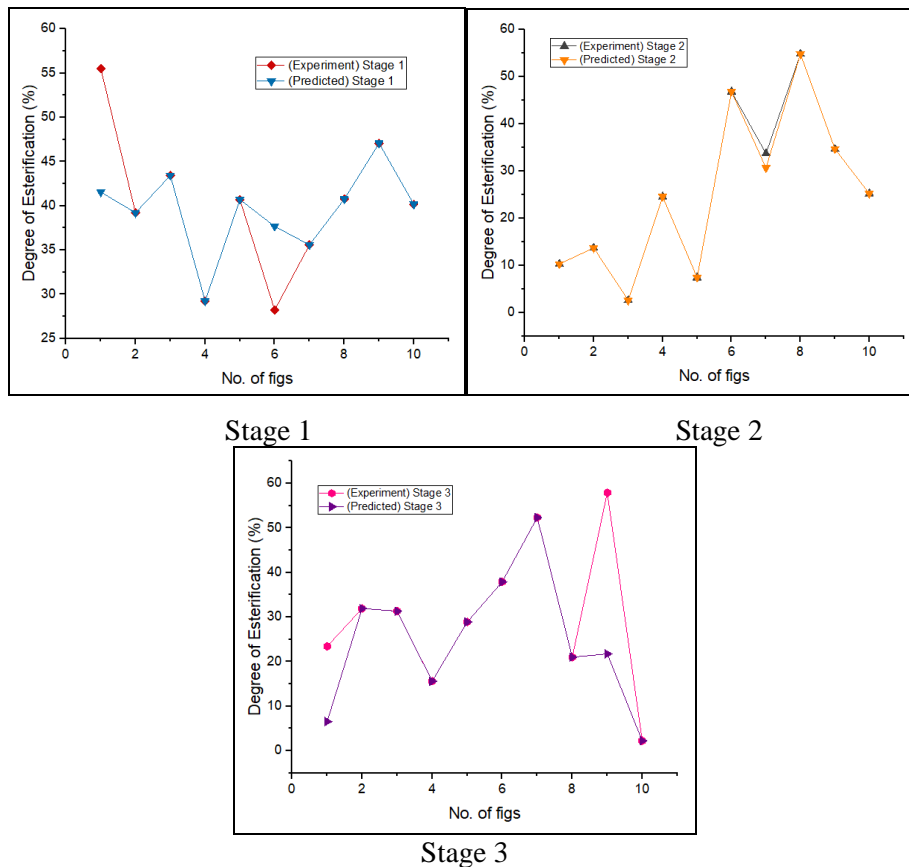 60
55
50
45
40
35
30
25
0
2
4
6
8
10
Degree of Esterification (%)
No. of figs
(Experiment) Stage 1
(Predicted) Stage 1
60
50
40
30
20
10
0
0
2
4
6
8
10
Degree of Esterification (%)
No. of figs
(Experiment) Stage 2
(Predicted) Stage 2
Stage 1
Stage 2
60
50
40
30
20
10
0
0
2
4
6
8
10
Degree of Esterification (%)
No. of figs
(Experiment) Stage 3
(Predicted) Stage 3
Stage 3